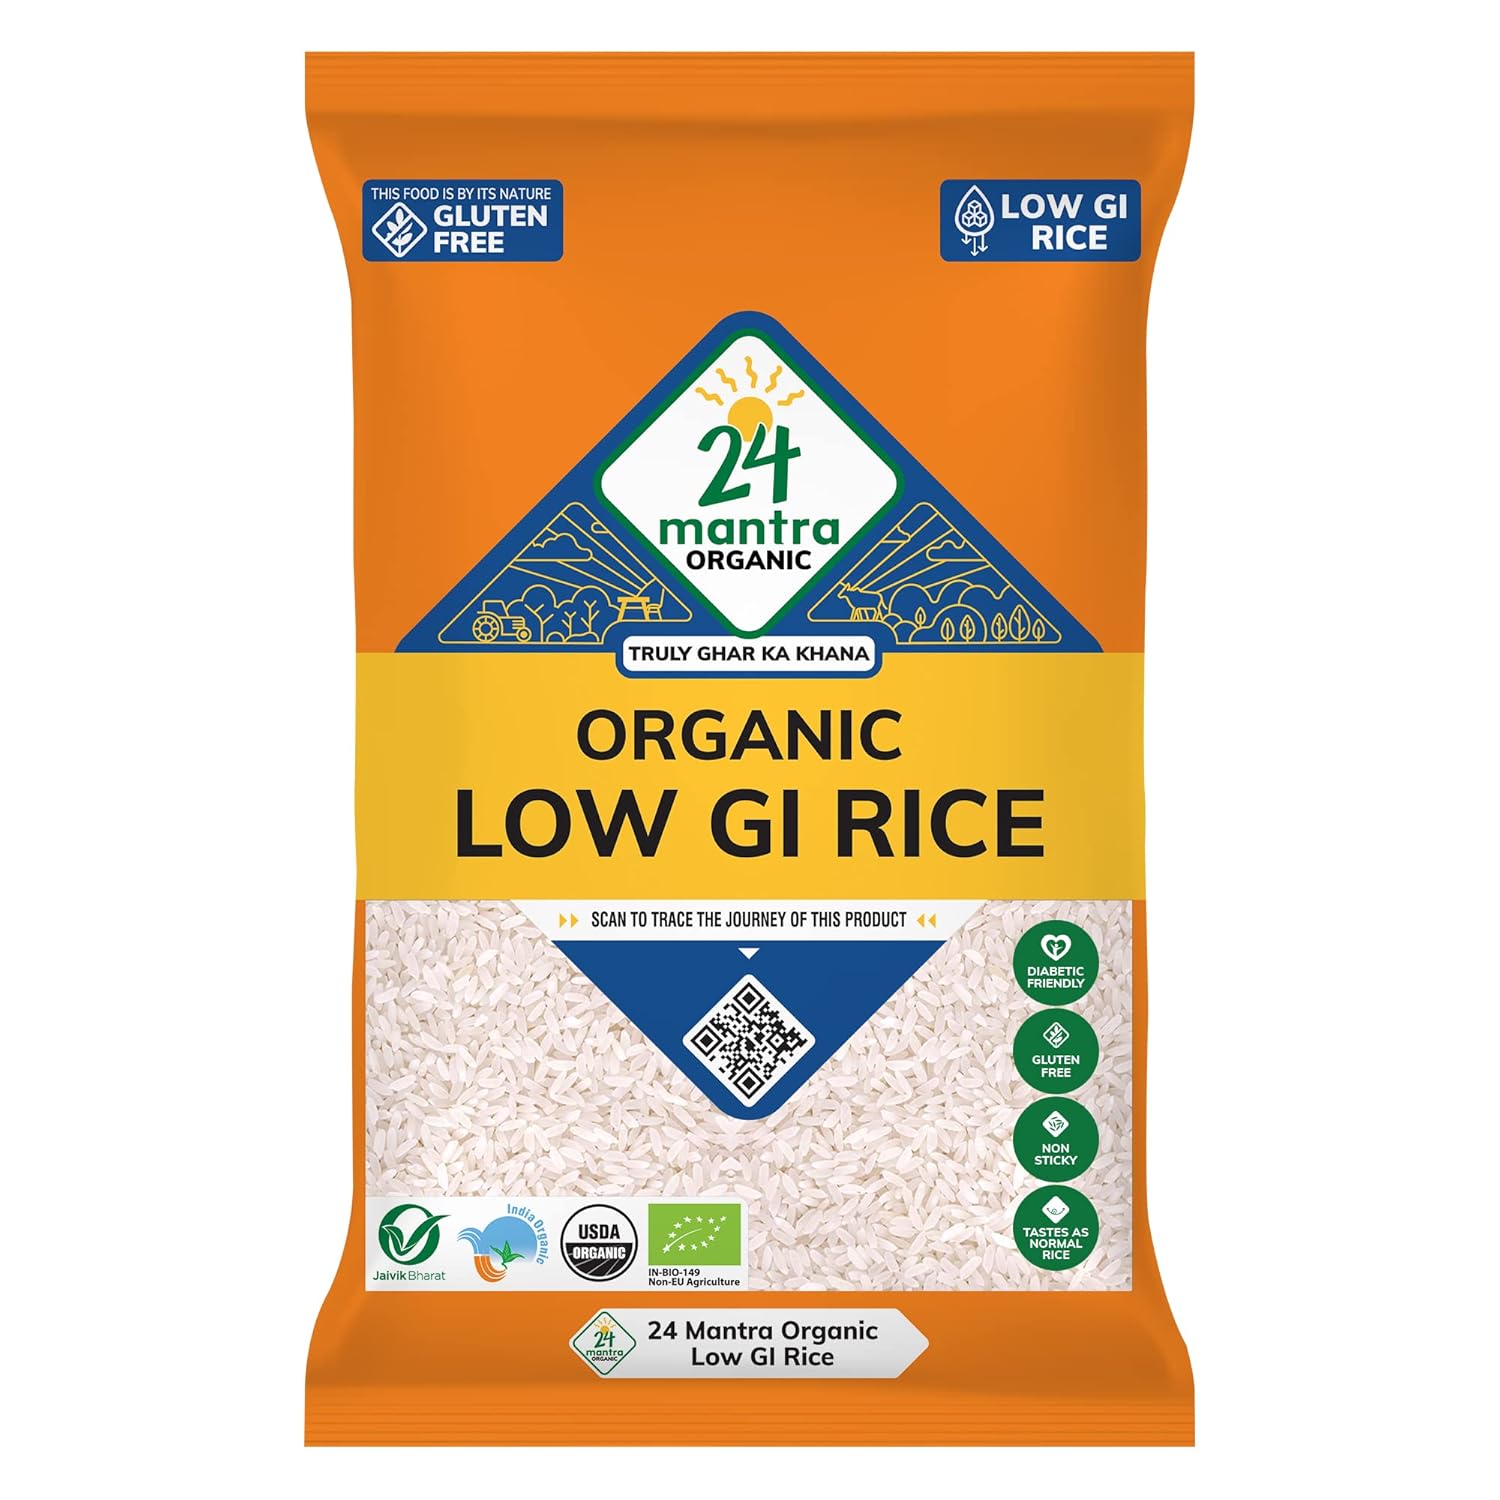 THIS FOOD IS BY ITS NATURE
GLUTEN
FREE
LOW GI
RICE
24
mantra
ORGANIC
TRULY GHAR KA KHANA
ORGANIC
LOW GI RICE
SCAN TO TRACE THE JOURNEY OF THIS PRODUCT
DIABETIC
FRIENDLY
GLUTEN
FREE
NON
STICKY
TASTES AS
NORMAL
RICE
Jaivik Bharat
India Organic
USDA
ORGANIC
IN-BIO-149
Non-EU Agriculture
24
mantra
ORGANIC
24 Mantra Organic
Low GI Rice